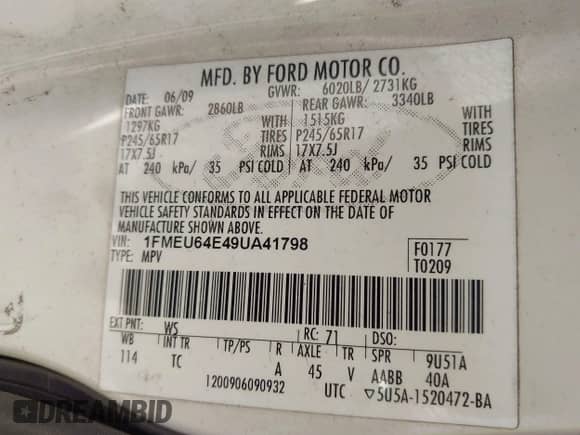 MFD. BY FORD MOTOR CO.
DATE: 06/09 GVWR: 6020LB/ 2731KG
FRONT GAWR: 2860LB REAR GAWR: 3340LB
1297KG WITH 1515KG WITH
P245/65R17 TIRES P245/65R17 TIRES
17X7.5J RIMS 17X7.5J RIMS
AT 240 kPa/ 35 PSI COLD AT 240 kPa/ 35 PSI COLD
THIS VEHICLE CONFORMS TO ALL APPLICABLE FEDERAL MOTOR
VEHICLE SAFETY STANDARDS IN EFFECT ON THE DATE OF
MANUFACTURE SHOWN ABOVE.
VIN: 1FMEU64E49UA41798 F0177
TYPE: MPV T0209
EXT PNT: WS RC: 71 DSO:
WB INT TR TP/PS R AXLE TR SPR 9U51A
114 TC A 45 V AABB 40A
1200906090932 UTC ▽5U5A-1520472-BA
DREAMBID